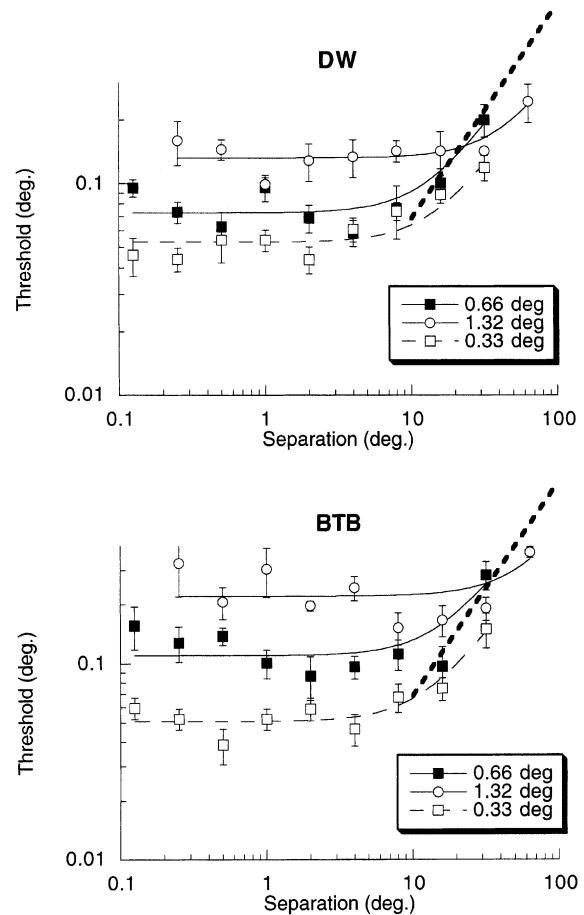 DW
Threshold (deg.)
0.1
0.01
0.66 deg
1.32 deg
0.33 deg
0.1 1 10 100
Separation (deg.)
BTB
Threshold (deg.)
0.1
0.01
0.66 deg
1.32 deg
0.33 deg
0.1 1 10 100
Separation (deg.)